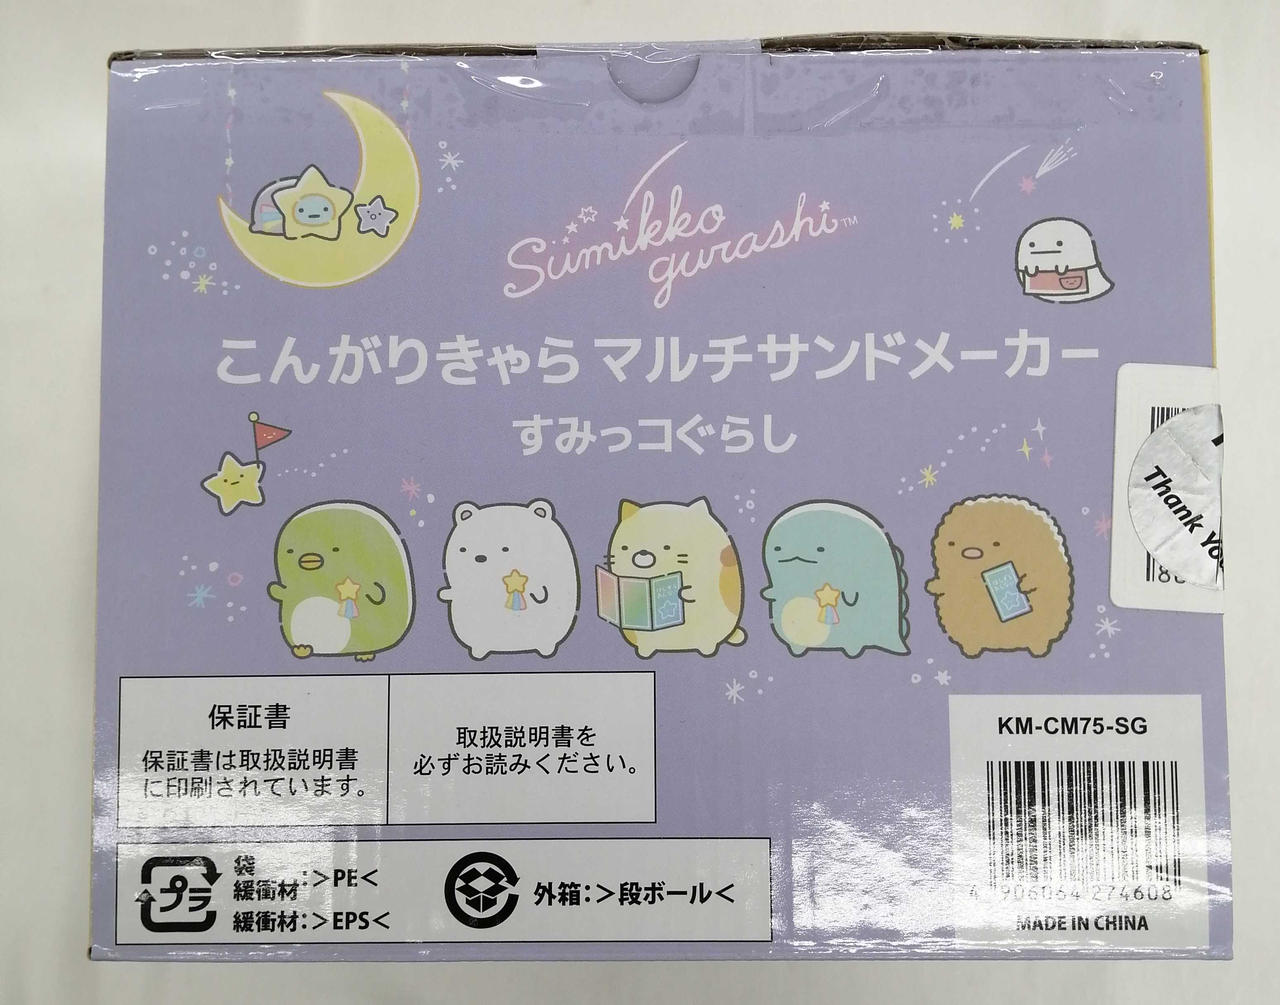 Sumikko
gurashi™
こんがりきゃらマルチサンドメーカー
すみっコぐらし
Thank
保証書
保証書は取扱説明書
に印刷されています。
取扱説明書を
必ずお読みください。
プラ
袋
緩衝材:>PE<
緩衝材:>EPS<
外箱:>段ボール<
KM-CM75-SG
4 906064 274608
MADE IN CHINA